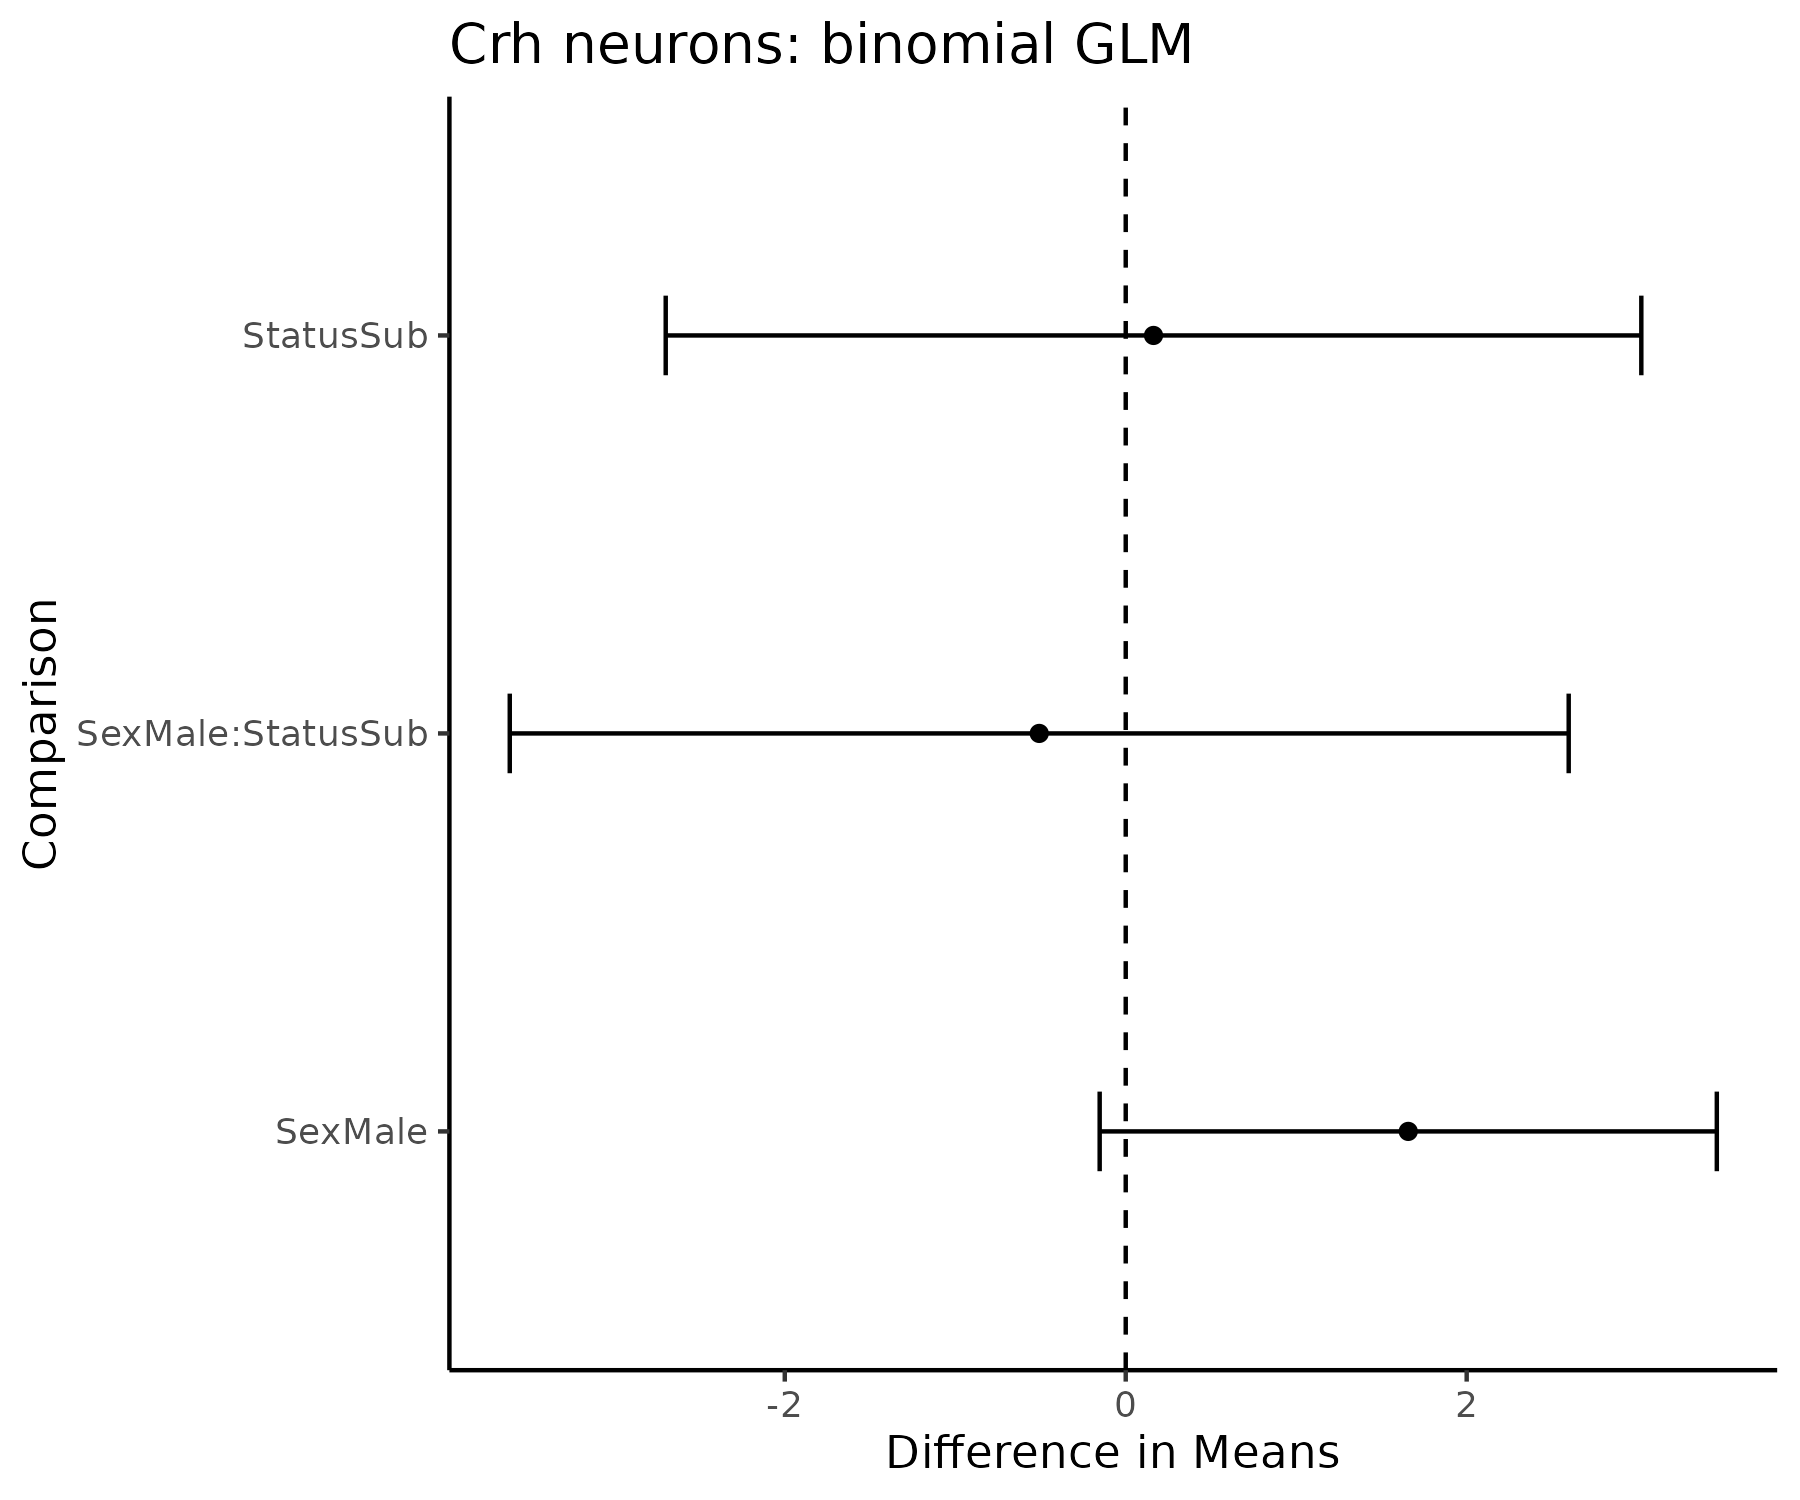 Crh neurons: binomial GLM
Comparison
StatusSub
SexMale:StatusSub
SexMale
-2 0 2
Difference in Means